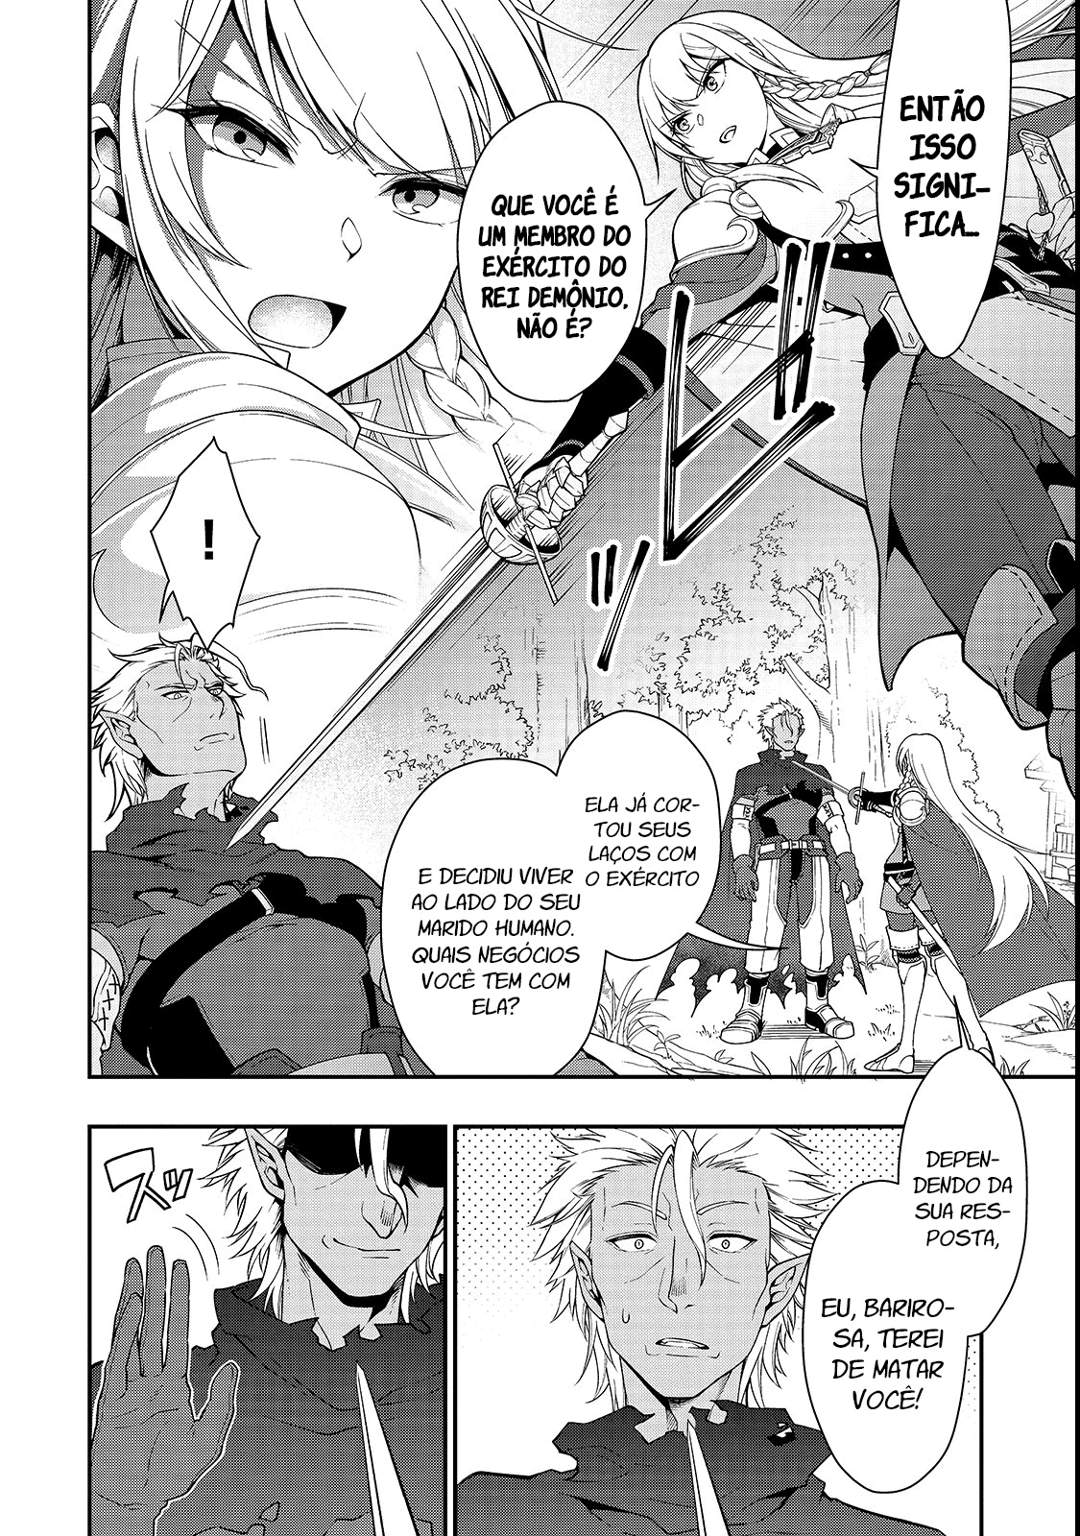 ENTÃO
ISSO
SIGNI-
FICA...
QUE VOCÊ É
UM MEMBRO DO
EXÉRCITO DO
REI DEMÔNIO,
NÃO É?
!
ELA JÁ COR-
TOU SEUS
LAÇOS COM
O EXÉRCITO
E DECIDIU VIVER
AO LADO DO SEU
MARIDO HUMANO.
QUAIS NEGÓCIOS
VOCÊ TEM COM
ELA?
DEPEN-
DENDO DA
SUA RES-
POSTA,
EU, BARIRO-
SA, TEREI
DE MATAR
VOCÊ!
スッ